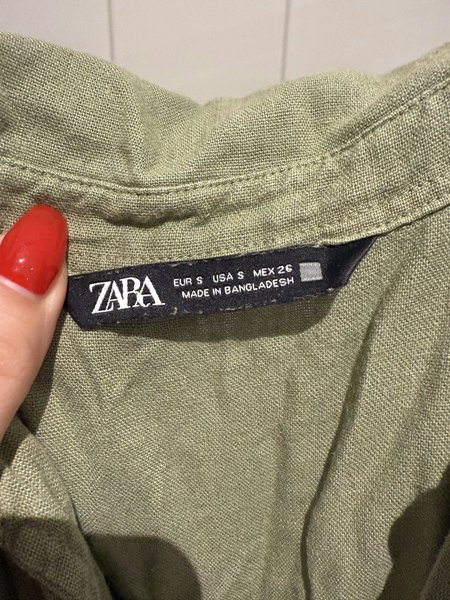 ZARA
EUR S USA S MEX 26
MADE IN BANGLADESH